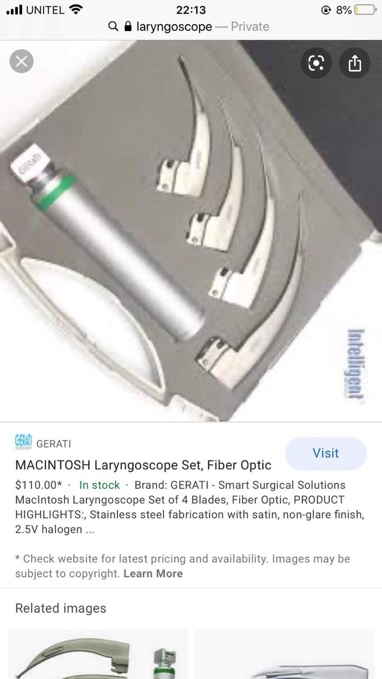 UNITEL 22:13 8%
laryngoscope — Private
Gerati
Intelligent
GERATI GERATI
MACINTOSH Laryngoscope Set, Fiber Optic
Visit
$110.00* · In stock · Brand: GERATI - Smart Surgical Solutions
MacIntosh Laryngoscope Set of 4 Blades, Fiber Optic, PRODUCT
HIGHLIGHTS:, Stainless steel fabrication with satin, non-glare finish,
2.5V halogen ...
* Check website for latest pricing and availability. Images may be
subject to copyright. Learn More
Related images